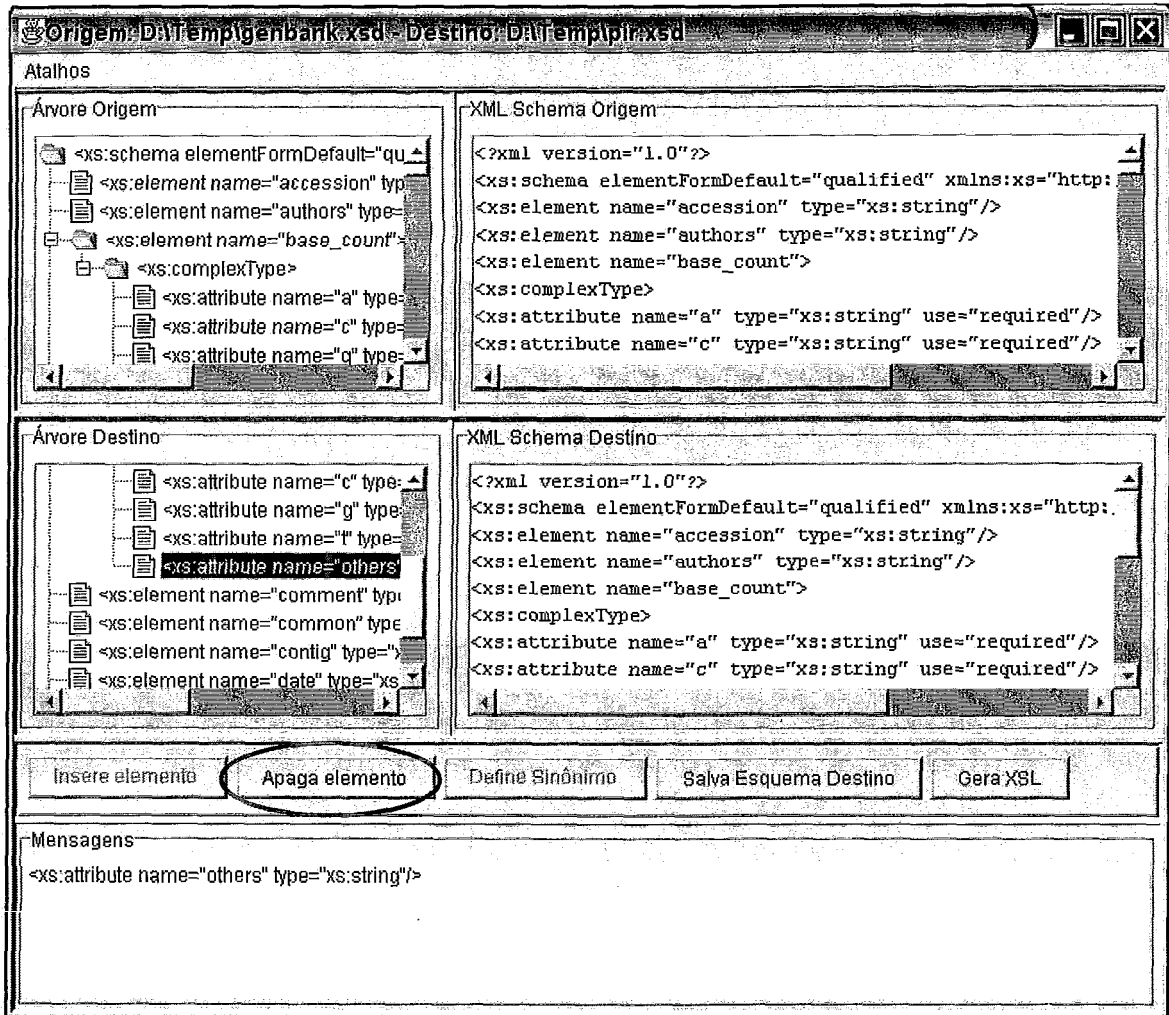 Origem: D:\Temp\genbank.xsd - Destino: D:\Temp\pir.xsd
Atalhos
Árvore Origem
<xs:schema elementFormDefault="qu
<xs:element name="accession" typ
<xs:element name="authors" type=
<xs:element name="base_count">
<xs:complexType>
<xs:attribute name="a" type=
<xs:attribute name="c" type=
<xs:attribute name="g" type=
XML Schema Origem
<?xml version="1.0"?>
<xs:schema elementFormDefault="qualified" xmlns:xs="http:
<xs:element name="accession" type="xs:string"/>
<xs:element name="authors" type="xs:string"/>
<xs:element name="base_count">
<xs:complexType>
<xs:attribute name="a" type="xs:string" use="required"/>
<xs:attribute name="c" type="xs:string" use="required"/>
Árvore Destino
<xs:attribute name="c" type=
<xs:attribute name="g" type
<xs:attribute name="t" type=
<xs:attribute name="others"
<xs:element name="comment" type
<xs:element name="common" type
<xs:element name="contig" type="x
<xs:element name="date" type="xs
XML Schema Destino
<?xml version="1.0"?>
<xs:schema elementFormDefault="qualified" xmlns:xs="http:
<xs:element name="accession" type="xs:string"/>
<xs:element name="authors" type="xs:string"/>
<xs:element name="base_count">
<xs:complexType>
<xs:attribute name="a" type="xs:string" use="required"/>
<xs:attribute name="c" type="xs:string" use="required"/>
Insere elemento Apaga elemento Define Sinônimo Salva Esquema Destino Gera XSL
Mensagens
<xs:attribute name="others" type="xs:string"/>